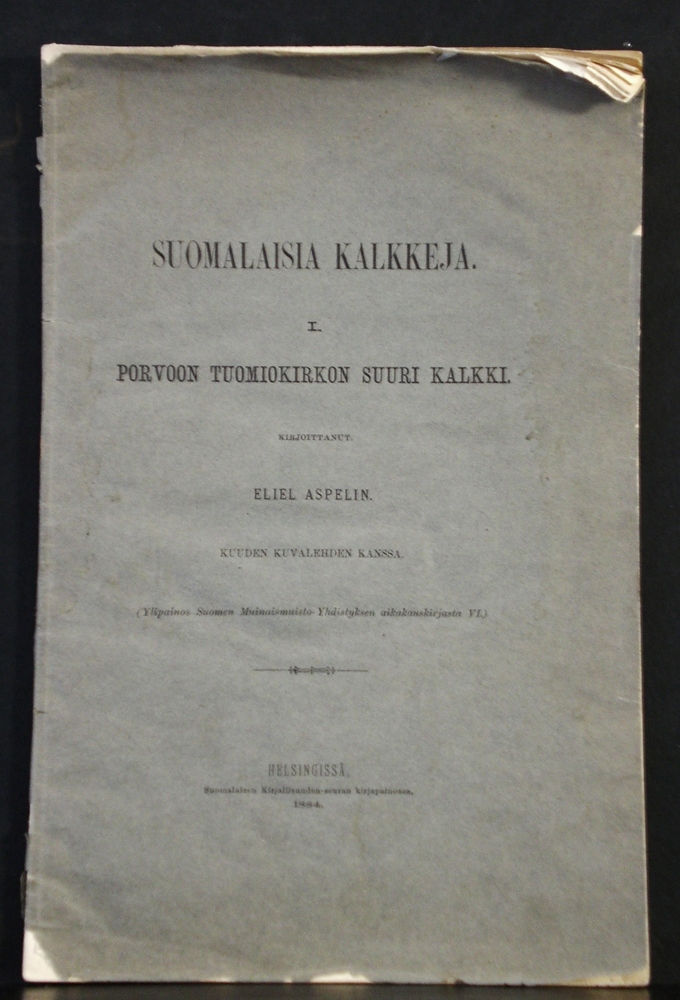 SUOMALAISIA KALKKEJA.
I.
PORVOON TUOMIOKIRKON SUURI KALKKI.
KIRJOITTANUT:
ELIEL ASPELIN.
KUUDEN KUVALEHDEN KANSSA.
(Ylipainos Suomen Muinaismuisto-Yhdistyksen aikakauskirjasta VI.)
HELSINGISSÄ,
Suomalaisen Kirjallisuuden-seuran kirjapainossa,
1884.